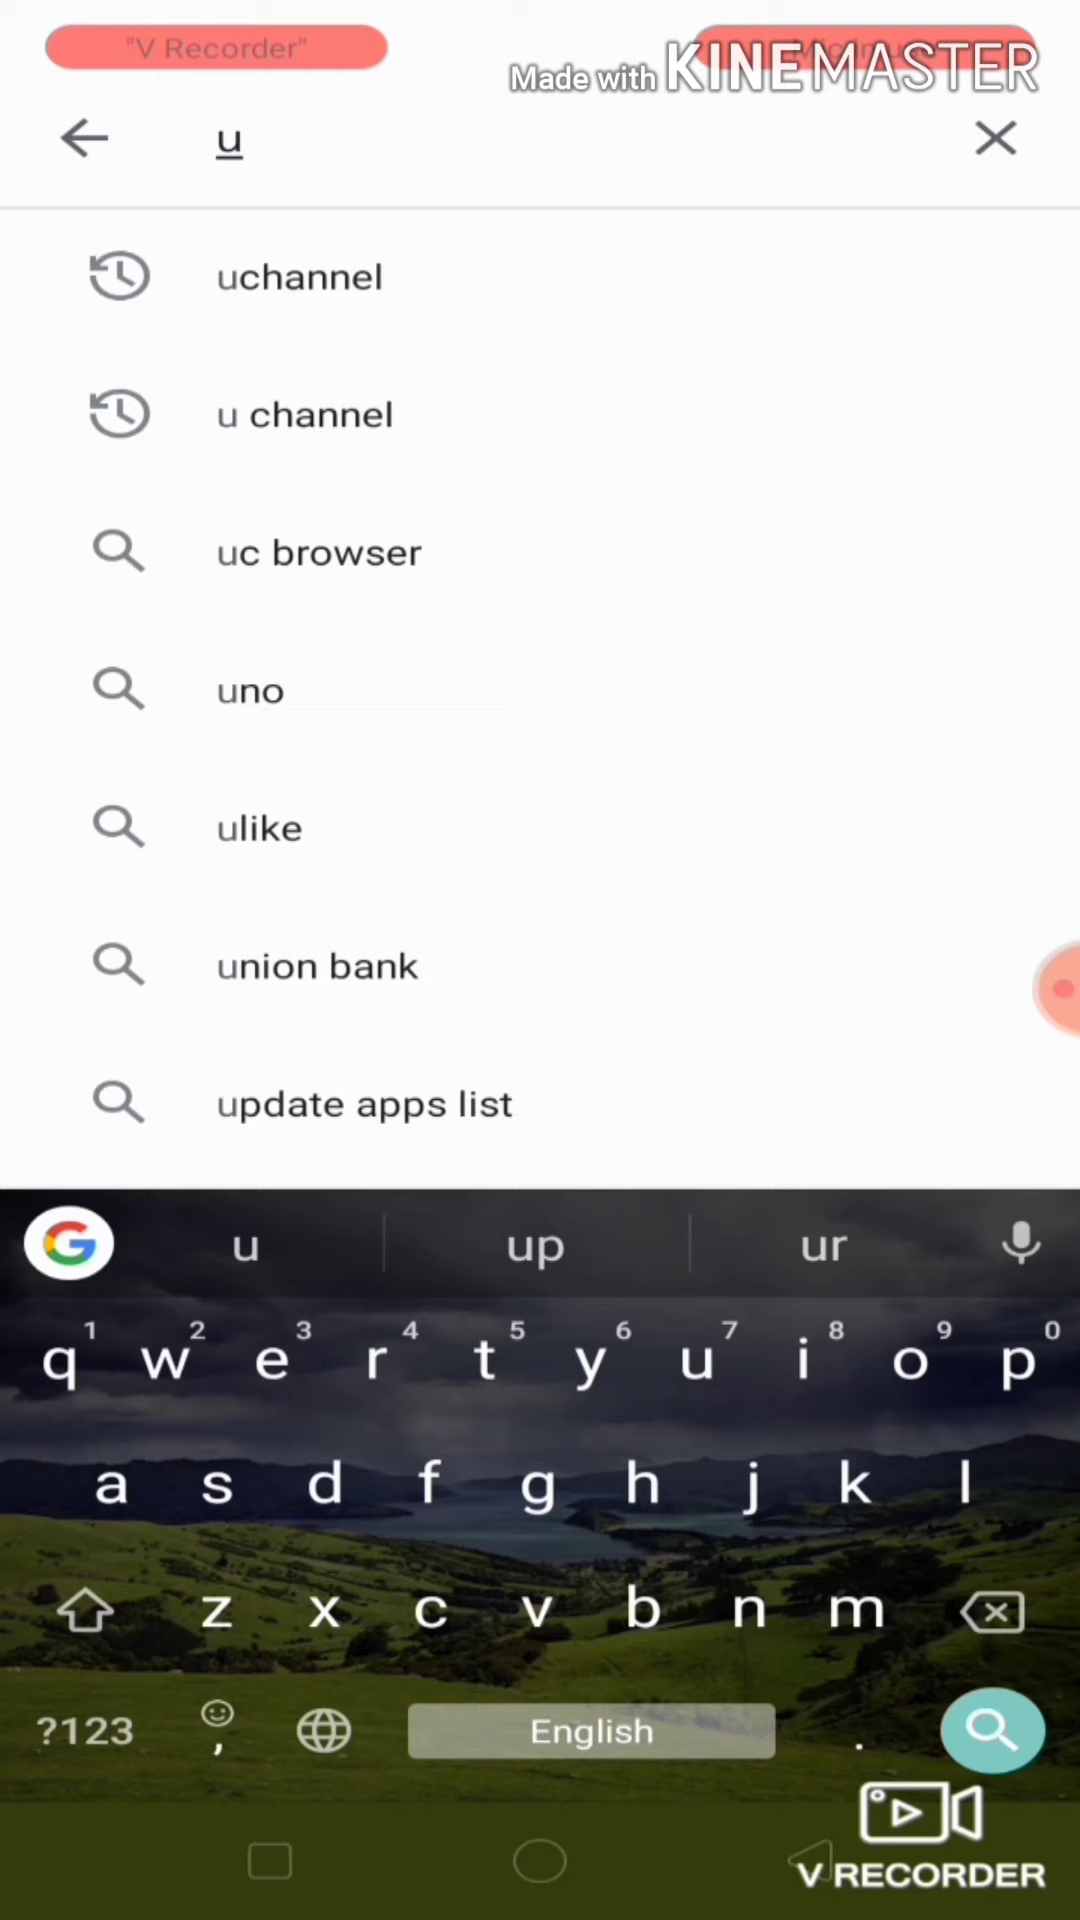 "V Recorder"
Made with KINEMASTER
u
uchannel
u channel
uc browser
uno
ulike
union bank
update apps list
G u up ur
1 2 3 4 5 6 7 8 9 0
q w e r t y u i o p
a s d f g h j k l
z x c v b n m
?123 , English .
V RECORDER